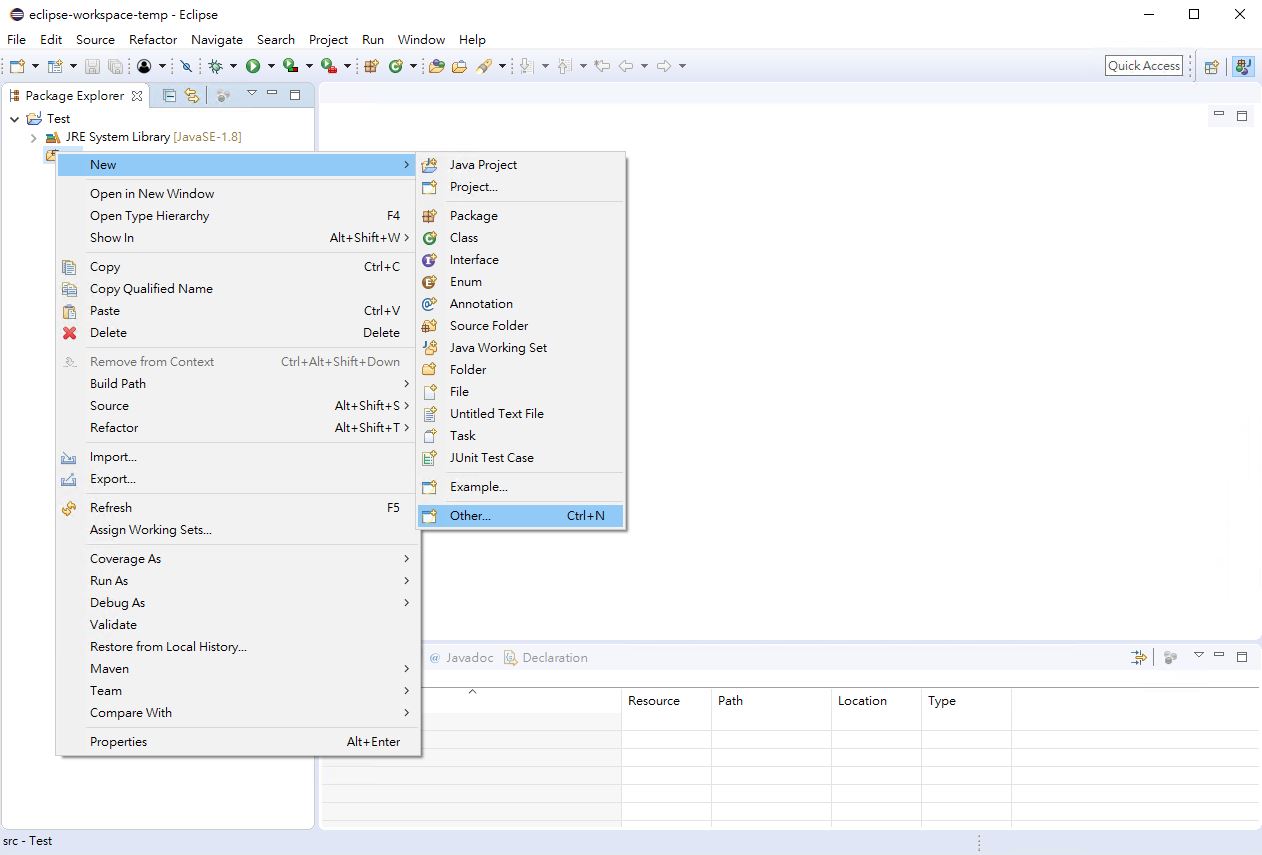 eclipse-workspace-temp - Eclipse
File Edit Source Refactor Navigate Search Project Run Window Help
Quick Access
Package Explorer
Test
JRE System Library [JavaSE-1.8]
New
Open in New Window
Open Type Hierarchy F4
Show In Alt+Shift+W
Copy Ctrl+C
Copy Qualified Name
Paste Ctrl+V
Delete Delete
Remove from Context Ctrl+Alt+Shift+Down
Build Path
Source Alt+Shift+S
Refactor Alt+Shift+T
Import...
Export...
Refresh F5
Assign Working Sets...
Coverage As
Run As
Debug As
Validate
Restore from Local History...
Maven
Team
Compare With
Properties Alt+Enter
Java Project
Project...
Package
Class
Interface
Enum
Annotation
Source Folder
Java Working Set
Folder
File
Untitled Text File
Task
JUnit Test Case
Example...
Other... Ctrl+N
@ Javadoc Declaration
Resource Path Location Type
src - Test